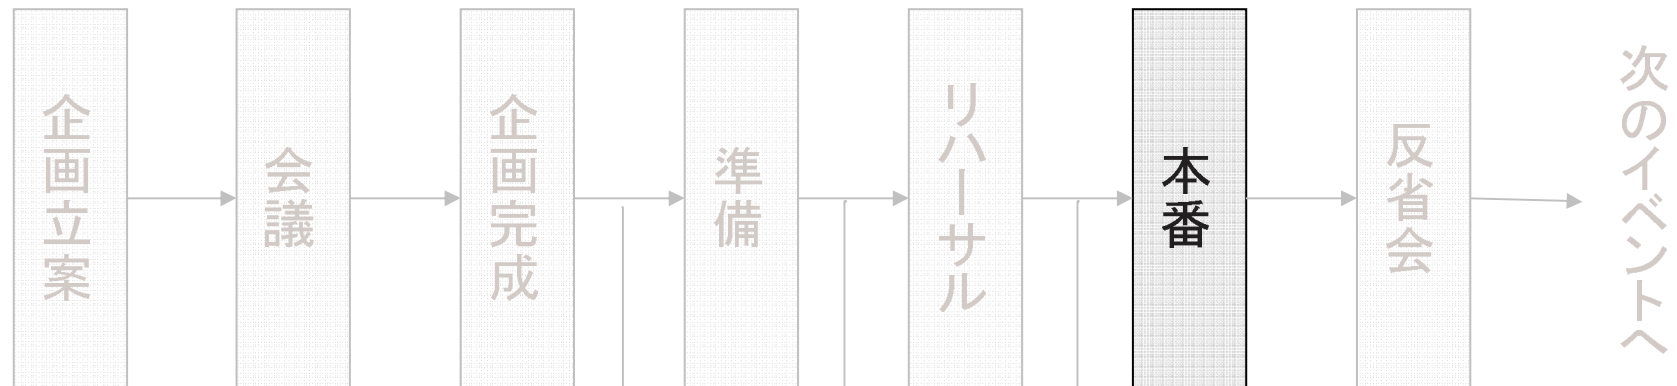 企画立案
会議
企画完成
準備
リハーサル
本番
反省会
次のイベントへ